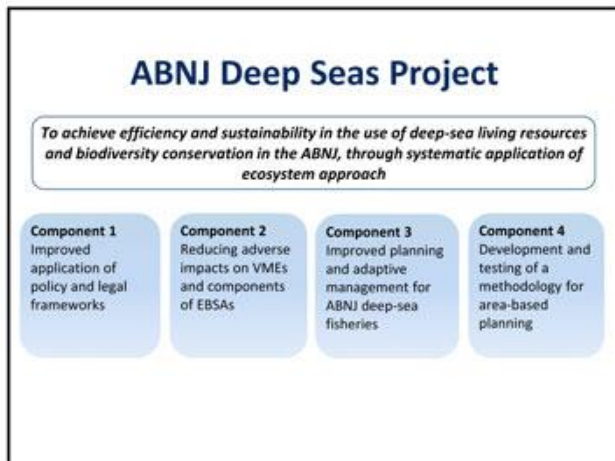 ABNJ Deep Seas Project
To achieve efficiency and sustainability in the use of deep-sea living resources
and biodiversity conservation in the ABNJ, through systematic application of
ecosystem approach
Component 1
Improved
application of
policy and legal
frameworks
Component 2
Reducing adverse
impacts on VMEs
and components
of EBSAs
Component 3
Improved planning
and adaptive
management for
ABNJ deep-sea
fisheries
Component 4
Development and
testing of a
methodology for
area-based
planning